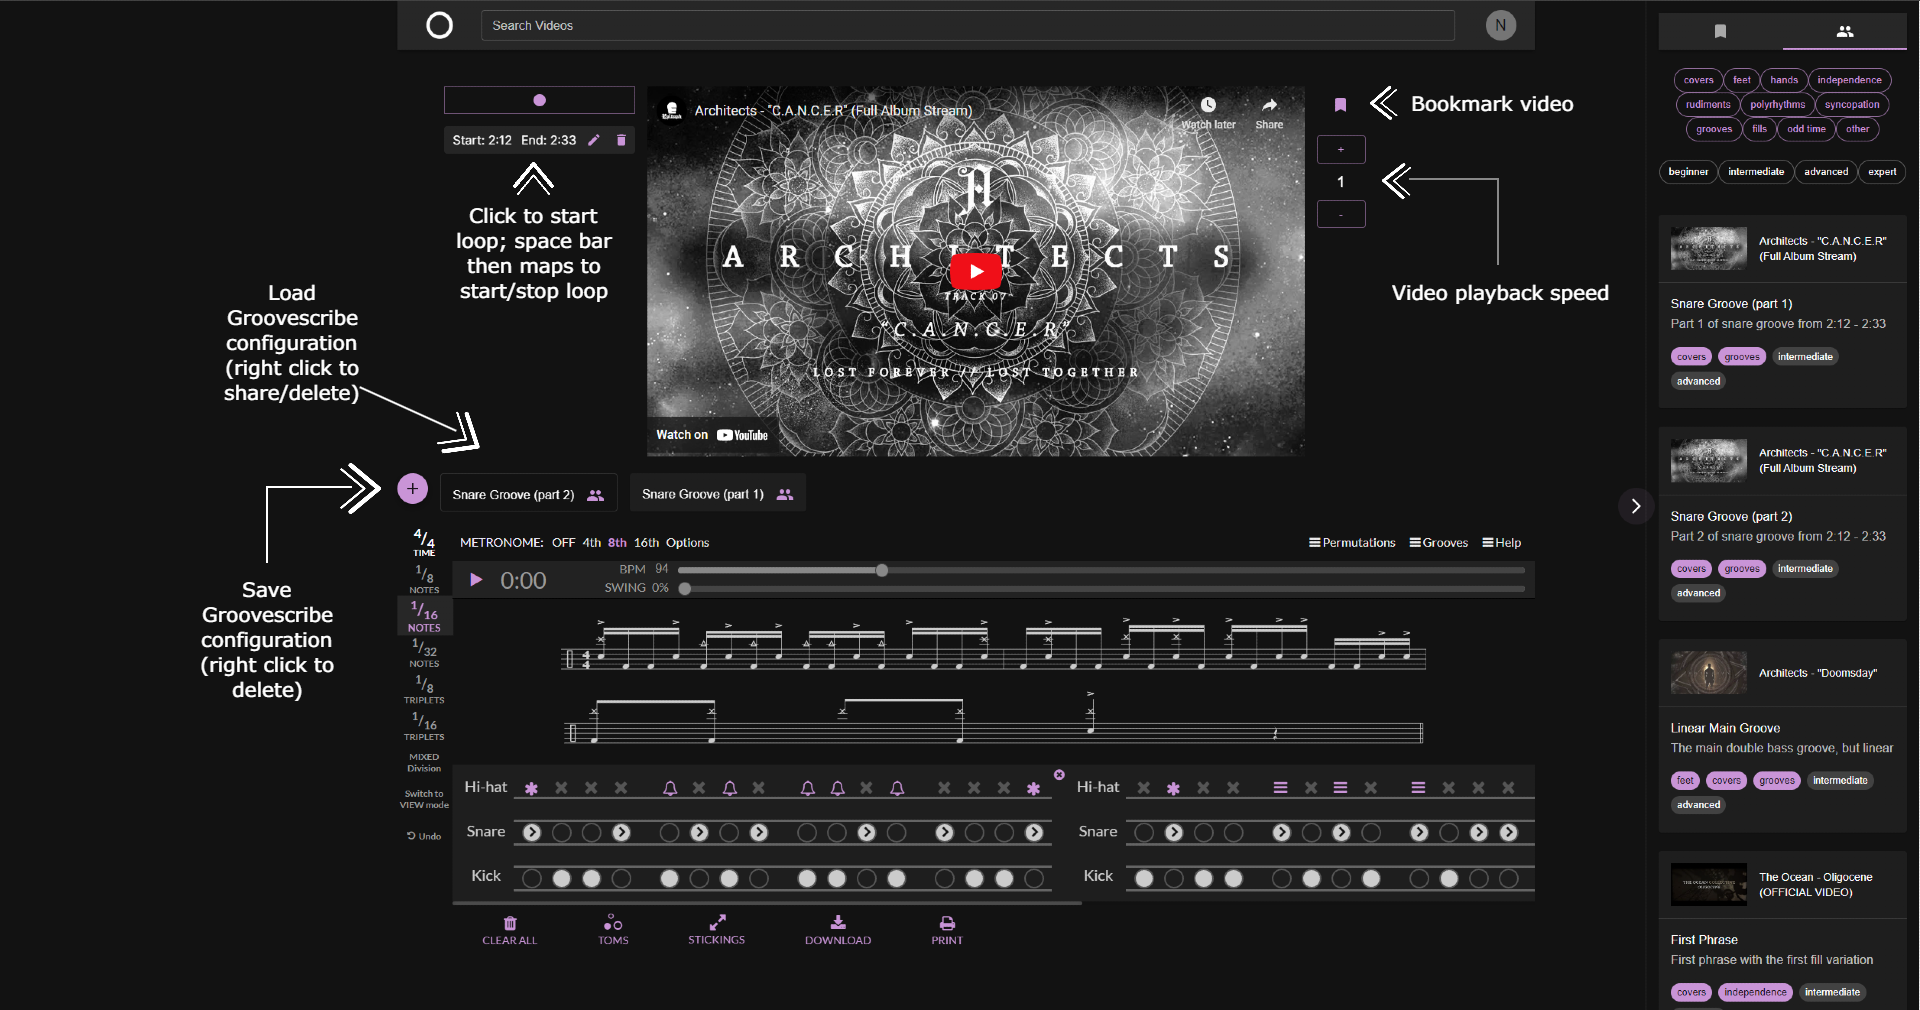 Search Videos
N
Start: 2:12 End: 2:33
Click to start
loop; space bar
then maps to
start/stop loop
Load
Groovescribe
configuration
(right click to
share/delete)
Save
Groovescribe
configuration
(right click to
delete)
Architects - "C.A.N.C.E.R" (Full Album Stream)
Watch later
Share
ARCHITECTS
TRACK 07
"C.A.N.C.E.R"
LOST FOREVER // LOST TOGETHER
Watch on YouTube
Bookmark video
+
1
-
Video playback speed
+
Snare Groove (part 2)
Snare Groove (part 1)
4/4
TIME
1/8
NOTES
1/16
NOTES
1/32
NOTES
1/8
TRIPLETS
1/16
TRIPLETS
MIXED
Division
Switch to
VIEW mode
Undo
METRONOME: OFF 4th 8th 16th Options
Permutations Grooves Help
0:00
BPM 94
SWING 0%
4
4
Hi-hat
Snare
Kick
Hi-hat
Snare
Kick
CLEAR ALL
TOMS
STICKINGS
DOWNLOAD
PRINT
covers feet hands independence
rudiments polyrhythms syncopation
grooves fills odd time other
beginner intermediate advanced expert
Architects - "C.A.N.C.E.R"
(Full Album Stream)
Snare Groove (part 1)
Part 1 of snare groove from 2:12 - 2:33
covers grooves intermediate
advanced
Architects - "C.A.N.C.E.R"
(Full Album Stream)
Snare Groove (part 2)
Part 2 of snare groove from 2:12 - 2:33
covers grooves intermediate
advanced
Architects - "Doomsday"
Linear Main Groove
The main double bass groove, but linear
feet covers grooves intermediate
advanced
The Ocean - Oligocene
(OFFICIAL VIDEO)
First Phrase
First phrase with the first fill variation
covers independence intermediate